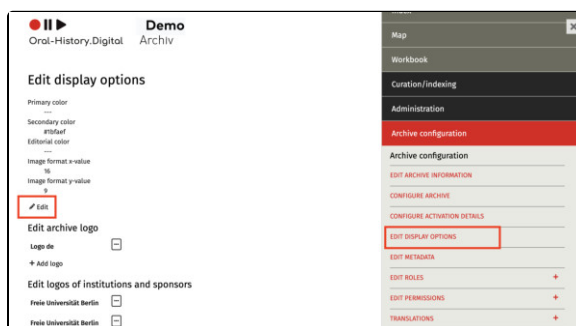 Demo
Oral-History.Digital Archiv
Edit display options
Primary color
—
Secondary color
#1bfaef
Editorial color
—
Image format x-value
16
Image format y-value
9
Edit
Edit archive logo
Logo de
+ Add logo
Edit logos of institutions and sponsors
Freie Universität Berlin
Freie Universität Berlin
Map
Workbook
Curation/indexing
Administration
Archive configuration
Archive configuration
EDIT ARCHIVE INFORMATION
CONFIGURE ARCHIVE
CONFIGURE ACTIVATION DETAILS
EDIT DISPLAY OPTIONS
EDIT METADATA
EDIT ROLES +
EDIT PERMISSIONS +
TRANSLATIONS +